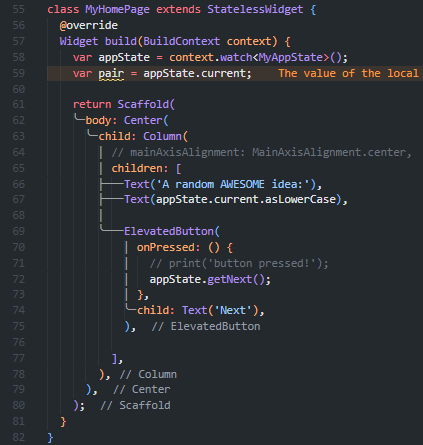 55 class MyHomePage extends StatelessWidget {
56 @override
57 Widget build(BuildContext context) {
58 var appState = context.watch<MyAppState>();
59 var pair = appState.current; The value of the local
60
61 return Scaffold(
62 body: Center(
63 child: Column(
64 // mainAxisAlignment: MainAxisAlignment.center,
65 children: [
66 Text('A random AWESOME idea:'),
67 Text(appState.current.asLowerCase),
68
69 ElevatedButton(
70 onPressed: () {
71 // print('button pressed!');
72 appState.getNext();
73 },
74 child: Text('Next'),
75 ), // ElevatedButton
76
77 ],
78 ), // Column
79 ), // Center
80 ); // Scaffold
81 }
82 }